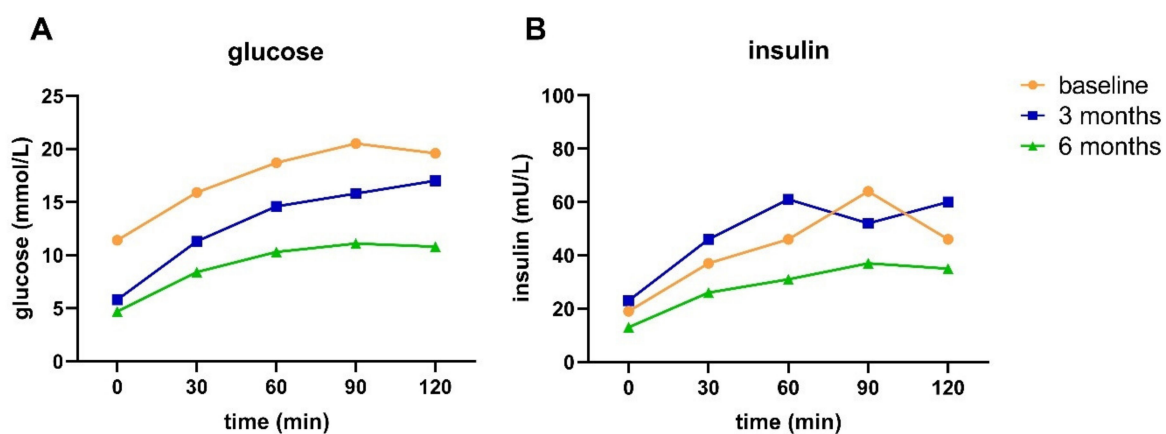 A
glucose
glucose (mmol/L)
25
20
15
10
5
0
0 30 60 90 120
time (min)
B
insulin
insulin (mU/L)
100
80
60
40
20
0
0 30 60 90 120
time (min)
baseline
3 months
6 months